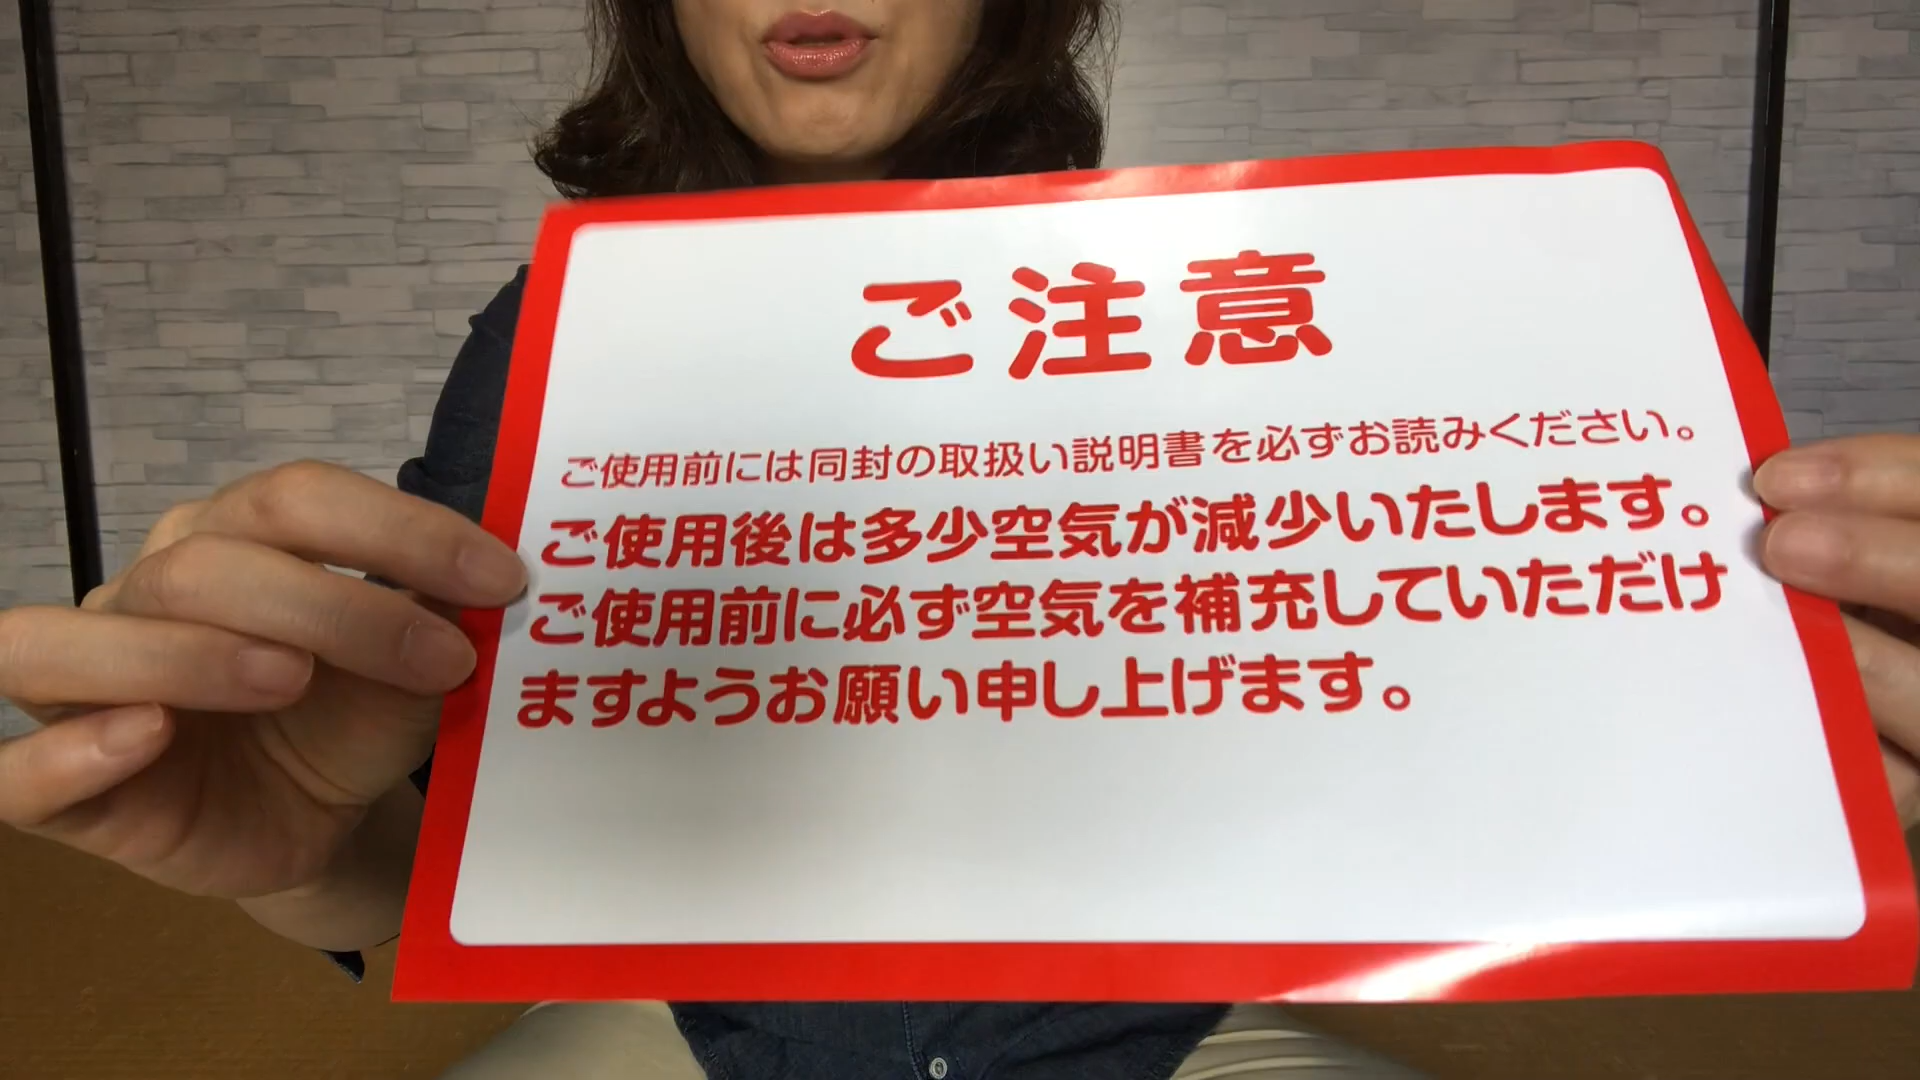 ご注意
ご使用前には同封の取扱い説明書を必ずお読みください。
ご使用後は多少空気が減少いたします。
ご使用前に必ず空気を補充していただけ
ますようお願い申し上げます。